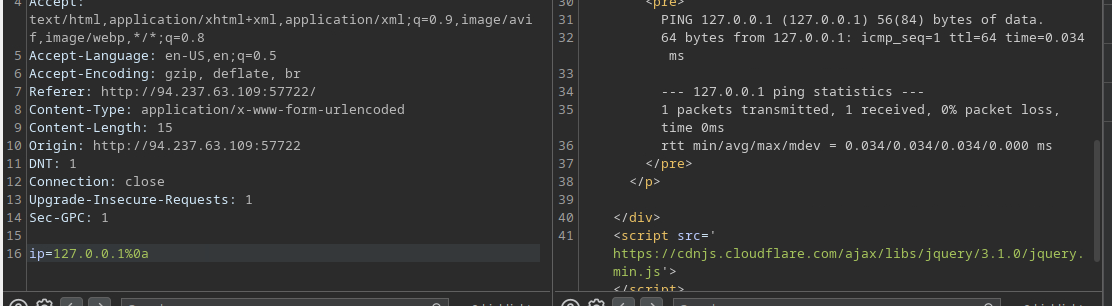 4 Accept:
text/html,application/xhtml+xml,application/xml;q=0.9,image/avi
f,image/webp,*/*;q=0.8
5 Accept-Language: en-US,en;q=0.5
6 Accept-Encoding: gzip, deflate, br
7 Referer: http://94.237.63.109:57722/
8 Content-Type: application/x-www-form-urlencoded
9 Content-Length: 15
10 Origin: http://94.237.63.109:57722
11 DNT: 1
12 Connection: close
13 Upgrade-Insecure-Requests: 1
14 Sec-GPC: 1
15
16 ip=127.0.0.1%0a
30 <pre>
31 PING 127.0.0.1 (127.0.0.1) 56(84) bytes of data.
32 64 bytes from 127.0.0.1: icmp_seq=1 ttl=64 time=0.034
ms
33
34 --- 127.0.0.1 ping statistics ---
35 1 packets transmitted, 1 received, 0% packet loss,
time 0ms
36 rtt min/avg/max/mdev = 0.034/0.034/0.034/0.000 ms
37 </pre>
38 </p>
39
40 </div>
41 <script src='
https://cdnjs.cloudflare.com/ajax/libs/jquery/3.1.0/jquery.
min.js'>
</script>